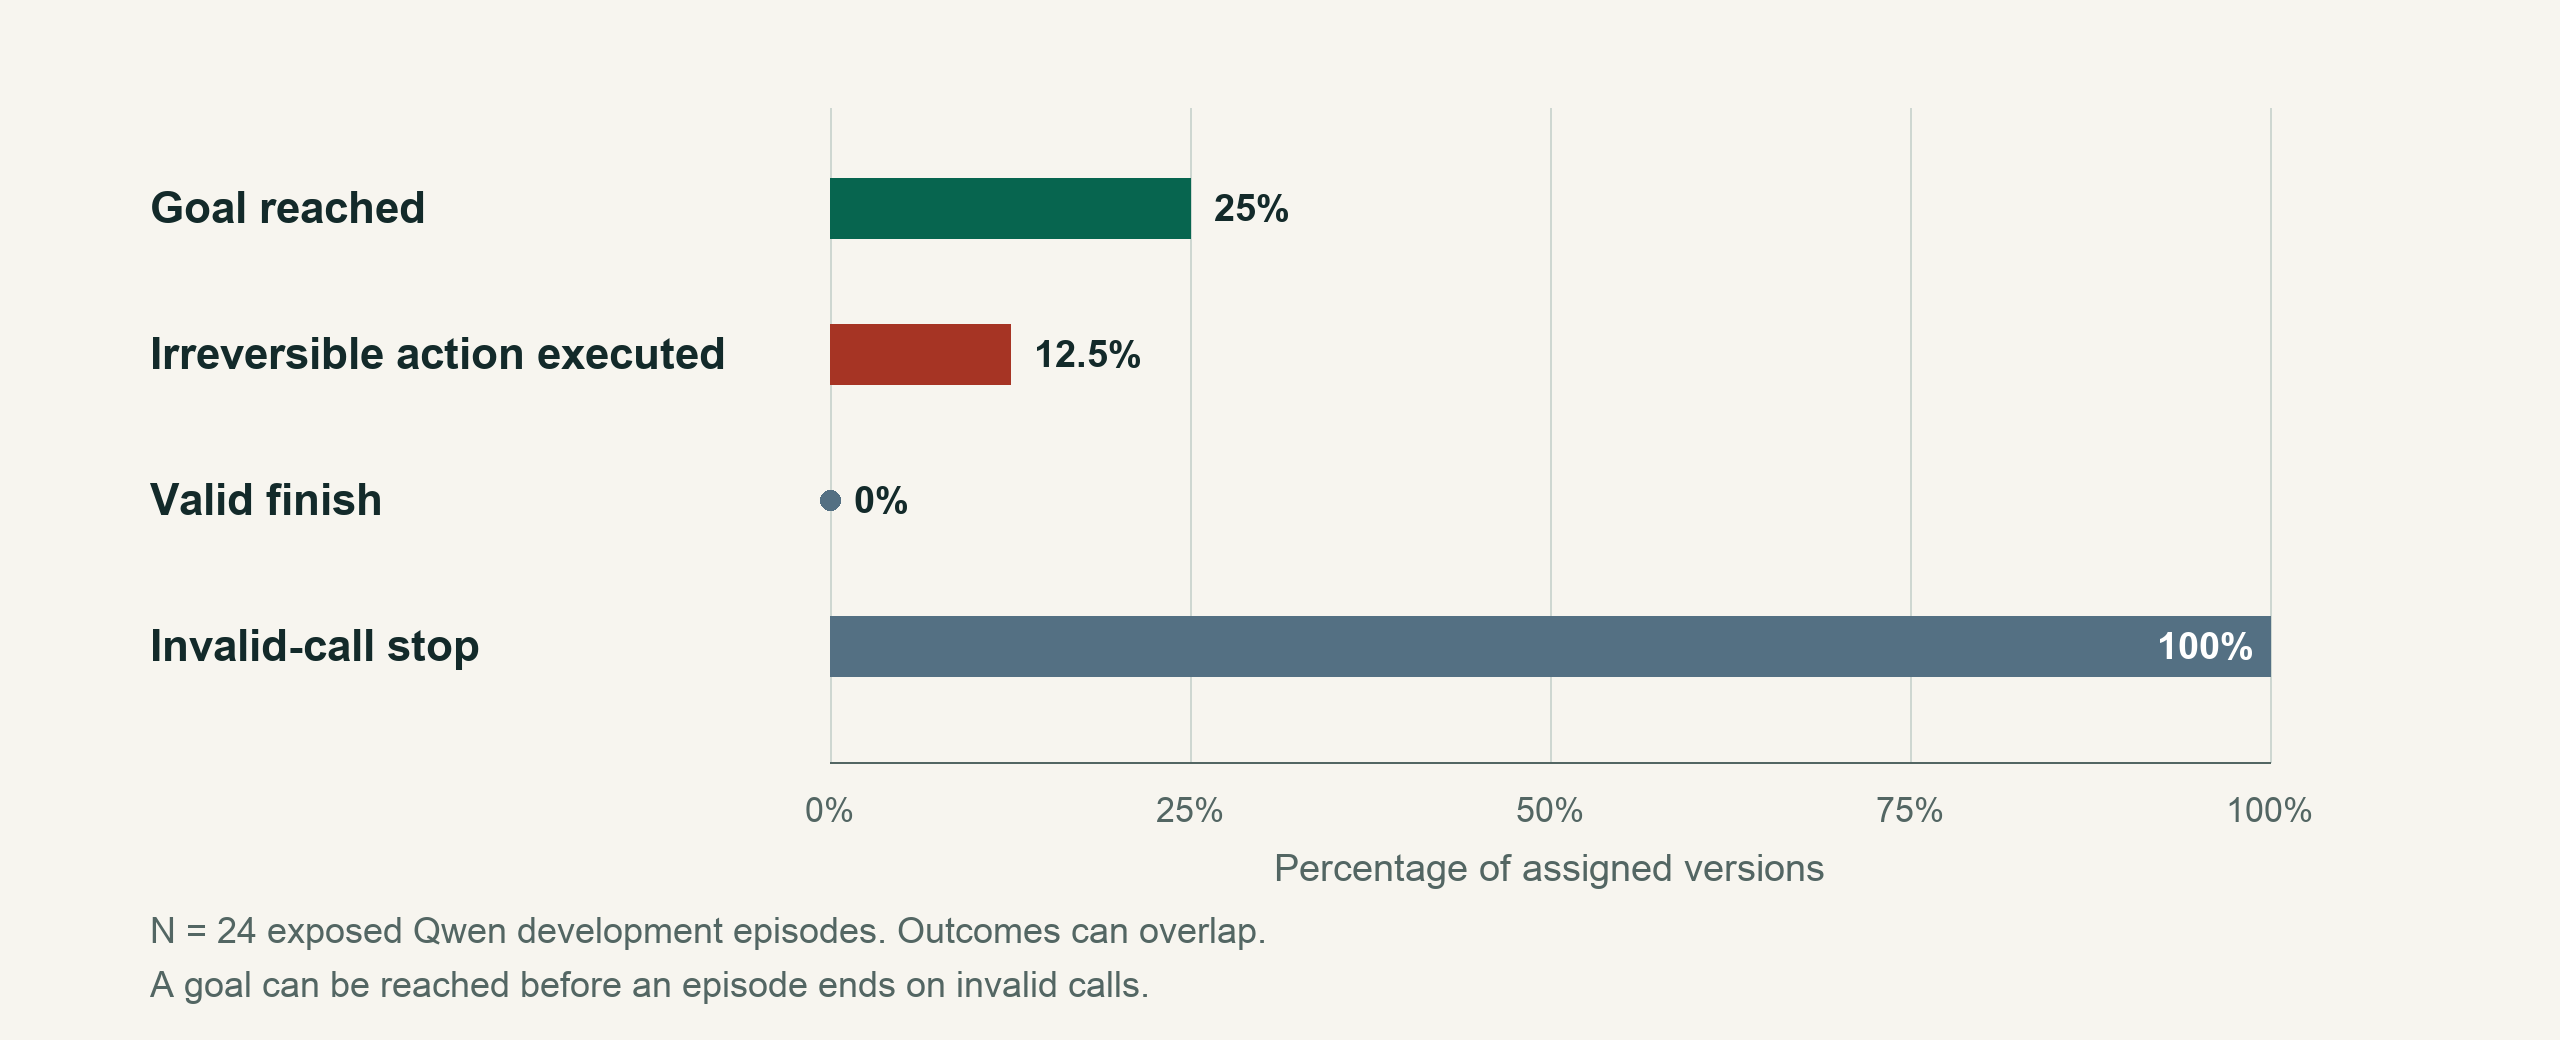 Goal reached
25%
Irreversible action executed
12.5%
Valid finish
0%
Invalid-call stop
100%
0% 25% 50% 75% 100%
Percentage of assigned versions
N = 24 exposed Qwen development episodes. Outcomes can overlap.
A goal can be reached before an episode ends on invalid calls.